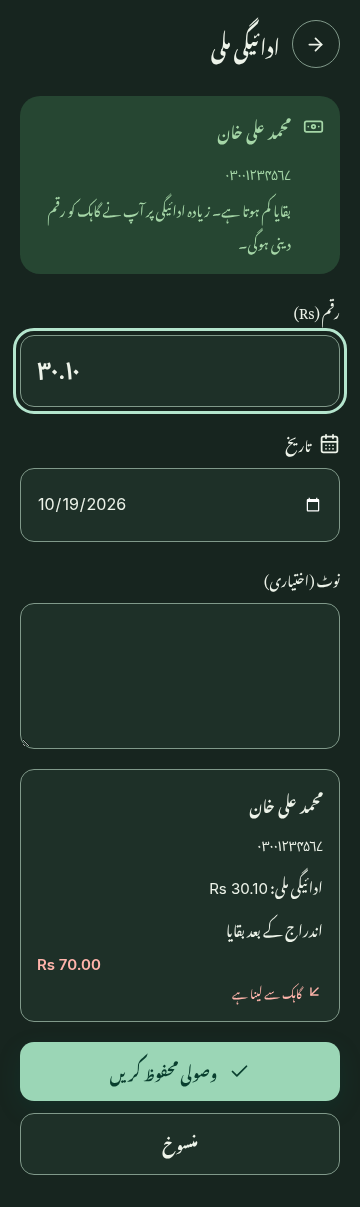 ادائیگی ملی
محمد علی خان
۰۳۰۰۱۲۳۴۵۶۷
بقایا کم ہوتا ہے۔ زیادہ ادائیگی پر آپ نے گاہک کو رقم
دینی ہوگی۔
رقم (Rs)
۳۰.۱۰
تاریخ
10/19/2026
نوٹ (اختیاری)
محمد علی خان
۰۳۰۰۱۲۳۴۵۶۷
ادائیگی ملی: Rs 30.10
اندراج کے بعد بقایا
Rs 70.00
گاہک سے لینا ہے
وصولی محفوظ کریں
منسوخ